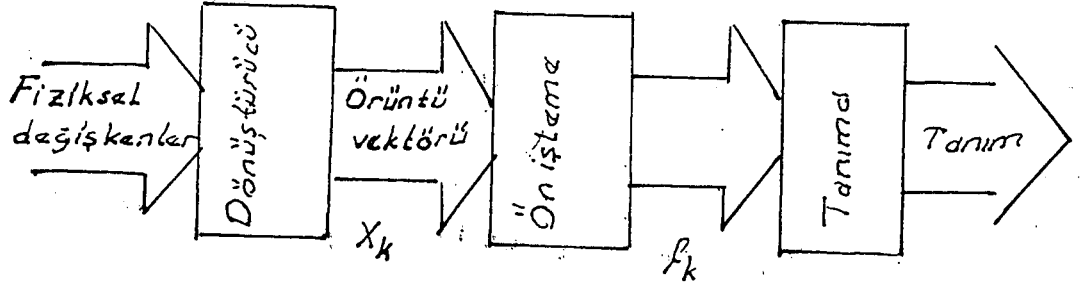 Fiziksel
değişkenler
Dönüştürücü
Örüntü
vektörü
Xk
Ön işleme
fk
Tanıma
Tanım